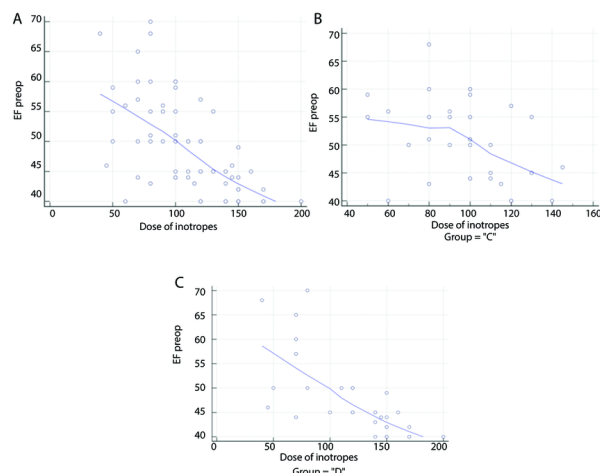 A
70
65
60
55
50
45
40
EF preop
0 50 100 150 200
Dose of inotropes
B
70
65
60
55
50
45
40
EF preop
40 60 80 100 120 140 160
Dose of inotropes
Group = "C"
C
70
65
60
55
50
45
40
EF preop
0 50 100 150 200
Dose of inotropes
Group = "D"